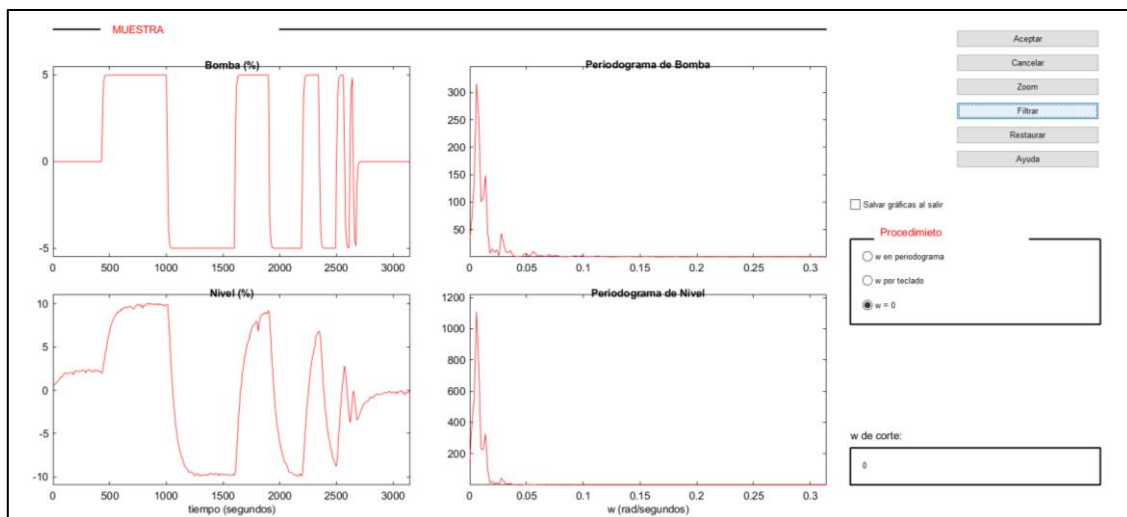 MUESTRA
Bomba (%)
5
0
-5
0 500 1000 1500 2000 2500 3000
Periodograma de Bomba
300
250
200
150
100
50
0 0.05 0.1 0.15 0.2 0.25 0.3
Nivel (%)
10
5
0
-5
-10
0 500 1000 1500 2000 2500 3000
tiempo (segundos)
Periodograma de Nivel
1200
1000
800
600
400
200
0 0.05 0.1 0.15 0.2 0.25 0.3
w (rad/segundos)
Aceptar
Cancelar
Zoom
Filtrar
Restaurar
Ayuda
Salvar gráficas al salir
Procedimieto
w en periodograma
w por teclado
w = 0
w de corte:
0